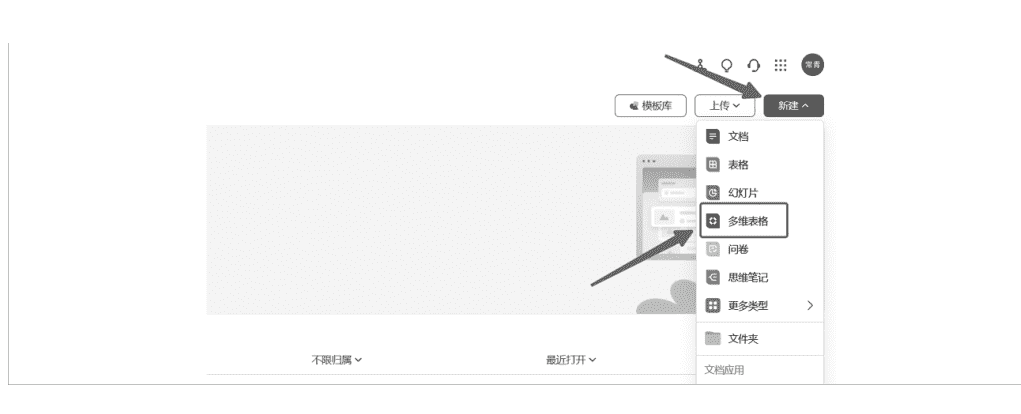 常青
模板库
上传
新建
文档
表格
幻灯片
多维表格
问卷
思维笔记
更多类型
文件夹
不限归属
最近打开
文档应用